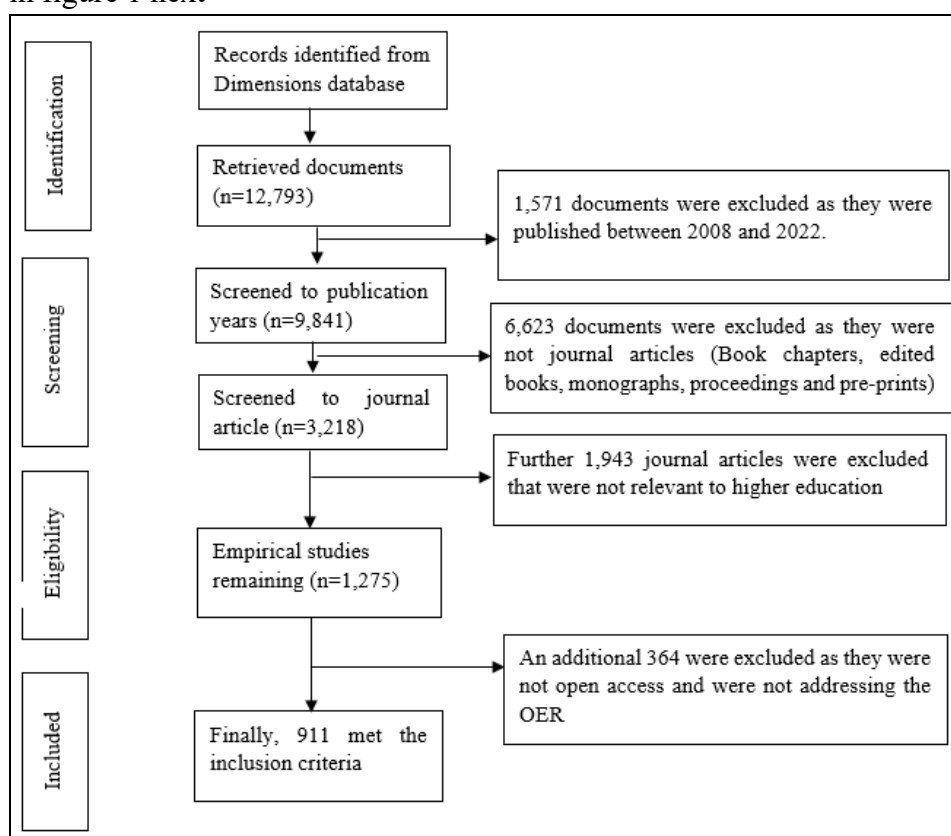 in figure 1 next
Identification
Records identified from
Dimensions database
Retrieved documents
(n=12,793)
1,571 documents were excluded as they were
published between 2008 and 2022.
Screening
Screened to publication
years (n=9,841)
6,623 documents were excluded as they were
not journal articles (Book chapters, edited
books, monographs, proceedings and pre-prints)
Screened to journal
article (n=3,218)
Further 1,943 journal articles were excluded
that were not relevant to higher education
Eligibility
Empirical studies
remaining (n=1,275)
An additional 364 were excluded as they were
not open access and were not addressing the
OER
Included
Finally, 911 met the
inclusion criteria